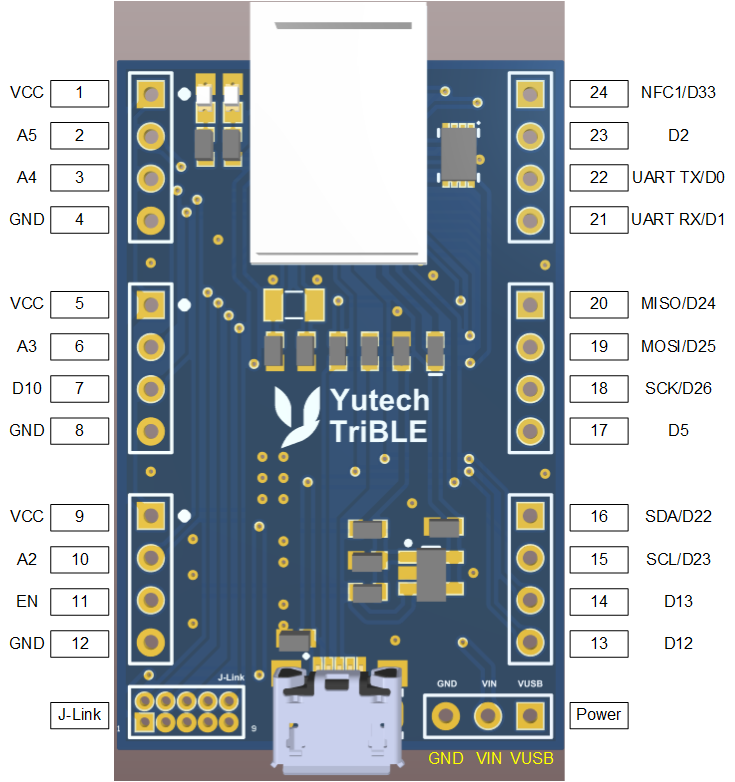 VCC 1 24 NFC1/D33
A5 2 23 D2
A4 3 22 UART TX/D0
GND 4 21 UART RX/D1
VCC 5 20 MISO/D24
A3 6 19 MOSI/D25
D10 7 18 SCK/D26
GND 8 17 D5
Yutech
TriBLE
VCC 9 16 SDA/D22
A2 10 15 SCL/D23
EN 11 14 D13
GND 12 13 D12
J-Link
GND VIN VUSB
J-Link 1 9 Power
GND VIN VUSB